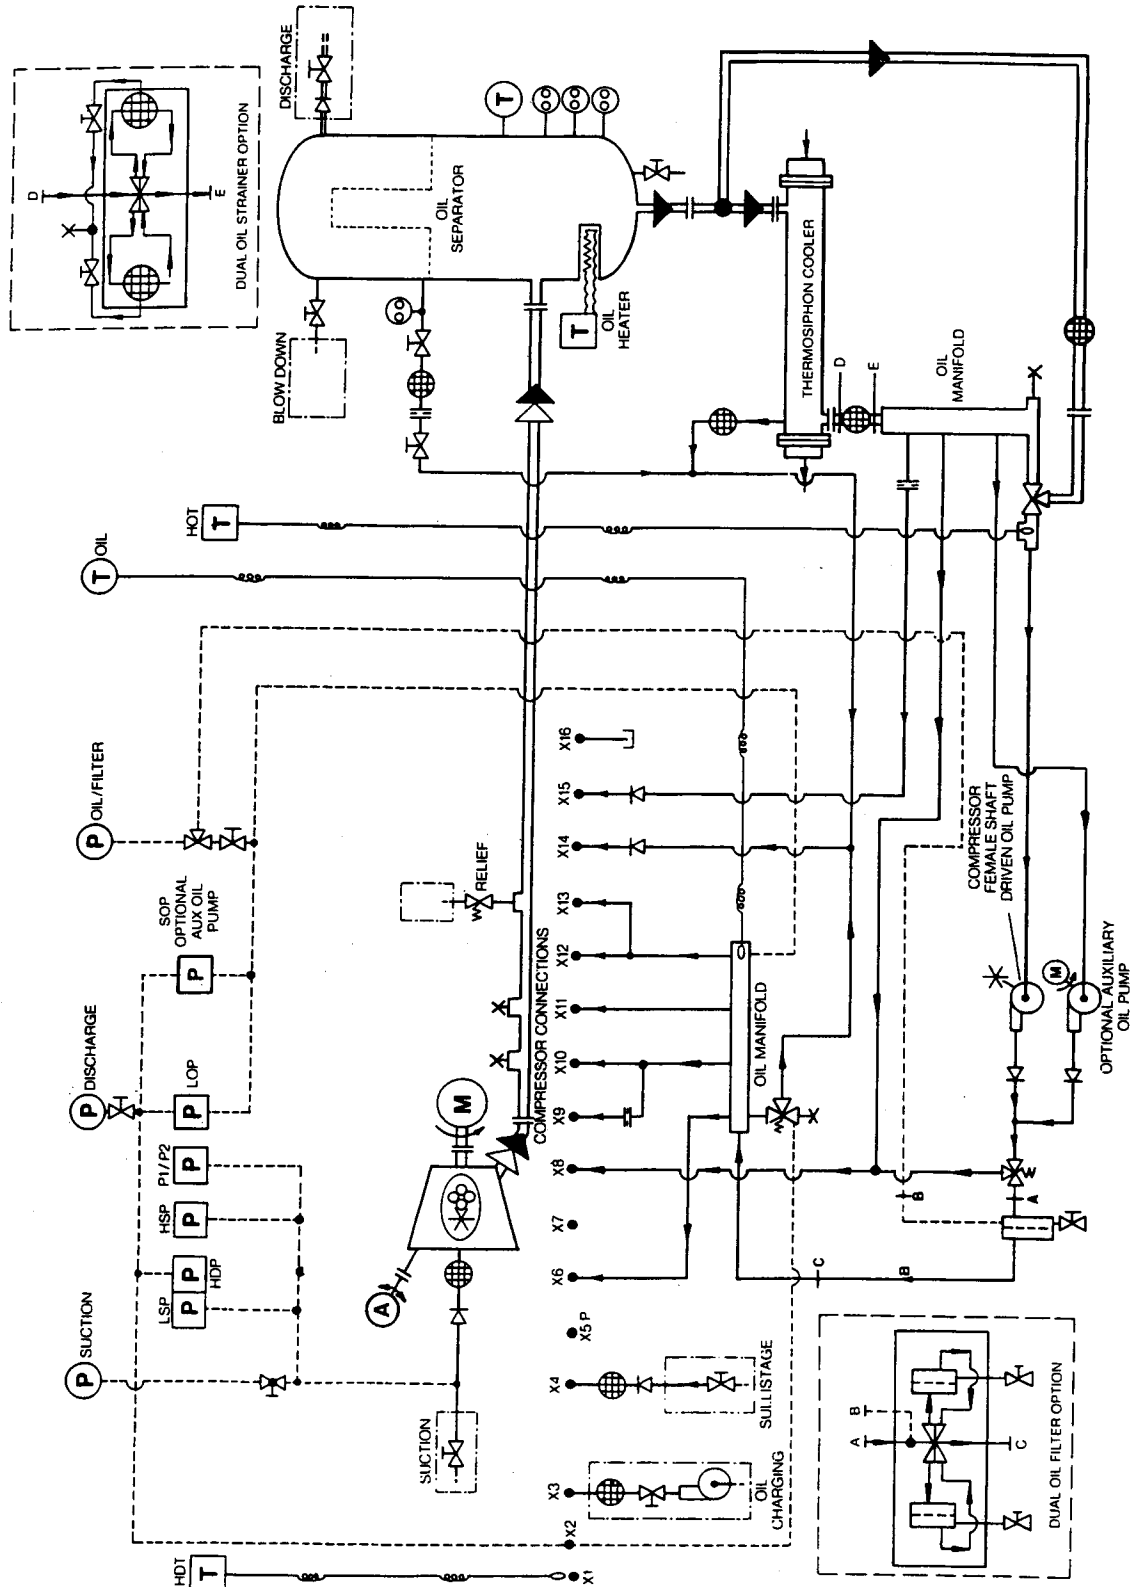 D
E
DUAL OIL STRAINER OPTION
DISCHARGE
T
OIL
SEPARATOR
BLOW DOWN
T
OIL
HEATER
THERMOSIPHON COOLER
D
E
OIL
MANIFOLD
HOT
T
T
OIL
P
OIL/FILTER
SOP
OPTIONAL
AUX OIL
PUMP
P
P
DISCHARGE
LOP
P
P1/P2
P
HSP
P
LSP
P
P
HDP
P
SUCTION
HDT
T
RELIEF
M
A
SUCTION
COMPRESSOR CONNECTIONS
X16
X15
X14
X13
X12
X11
X10
X9
X8
X7
X6
X5 P
X4
X3
X2
X1
SULLISTAGE
OIL
CHARGING
OIL MANIFOLD
COMPRESSOR
FEMALE SHAFT
DRIVEN OIL PUMP
M
OPTIONAL AUXILIARY
OIL PUMP
B
A
C
B
A
B
C
DUAL OIL FILTER OPTION